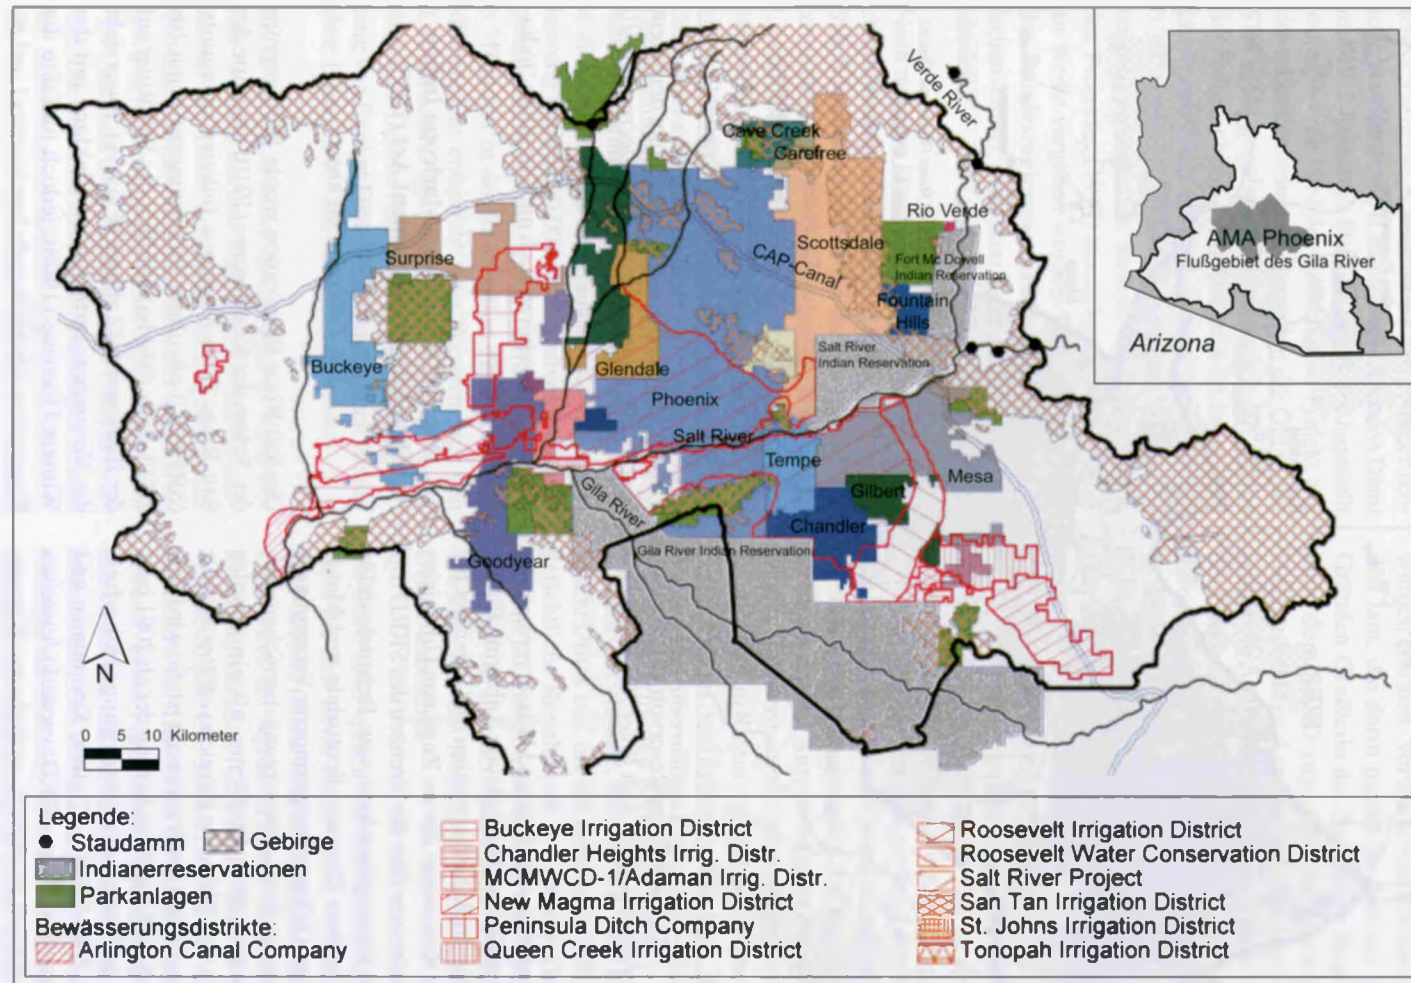 Verde River
Cave Creek
Carefree
Rio Verde
Scottsdale
Surprise
CAP-Canal
Fort Mc Dowell
Indian Reservation
Fountain
Hills
Buckeye
Glendale
Salt River
Indian Reservation
Phoenix
Salt River
Tempe
Mesa
Gila River
Gilbert
Chandler
Goodyear
Gila River Indian Reservation
AMA Phoenix
Flußgebiet des Gila River
Arizona
N
0 5 10 Kilometer
Legende:
Staudamm Gebirge
Indianerreservationen
Parkanlagen
Bewässerungsdistrikte:
Arlington Canal Company
Buckeye Irrigation District
Chandler Heights Irrig. Distr.
MCMWCD-1/Adaman Irrig. Distr.
New Magma Irrigation District
Peninsula Ditch Company
Queen Creek Irrigation District
Roosevelt Irrigation District
Roosevelt Water Conservation District
Salt River Project
San Tan Irrigation District
St. Johns Irrigation District
Tonopah Irrigation District